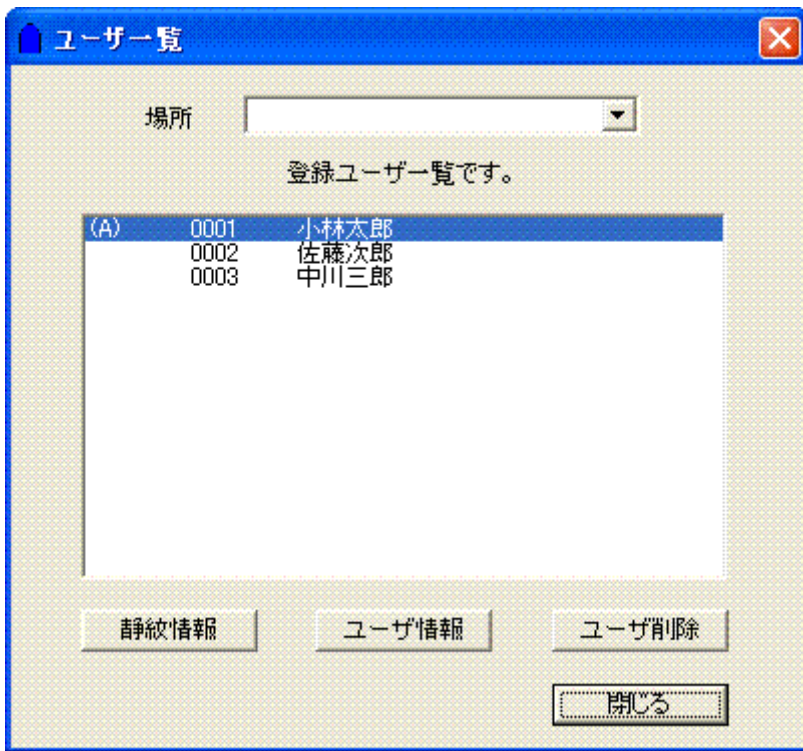 ユーザ一覧
場所
登録ユーザ一覧です。
(A) 0001 小林太郎
0002 佐藤次郎
0003 中川三郎
静紋情報 ユーザ情報 ユーザ削除
閉じる